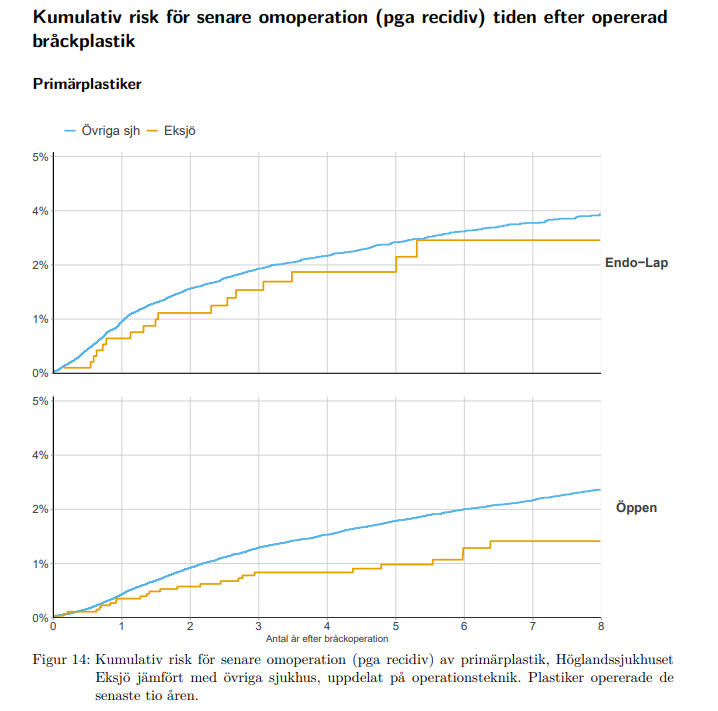 Kumulativ risk för senare omoperation (pga recidiv) tiden efter opererad
bråckplastik
Primärplastiker
Övriga sjh Eksjö
5%
4%
2%
1%
0%
Endo−Lap
5%
4%
2%
1%
0%
Öppen
0 1 2 3 4 5 6 7 8
Antal år efter bråckoperation
Figur 14: Kumulativ risk för senare omoperation (pga recidiv) av primärplastik, Höglandssjukhuset
Eksjö jämfört med övriga sjukhus, uppdelat på operationsteknik. Plastiker opererade de
senaste tio åren.